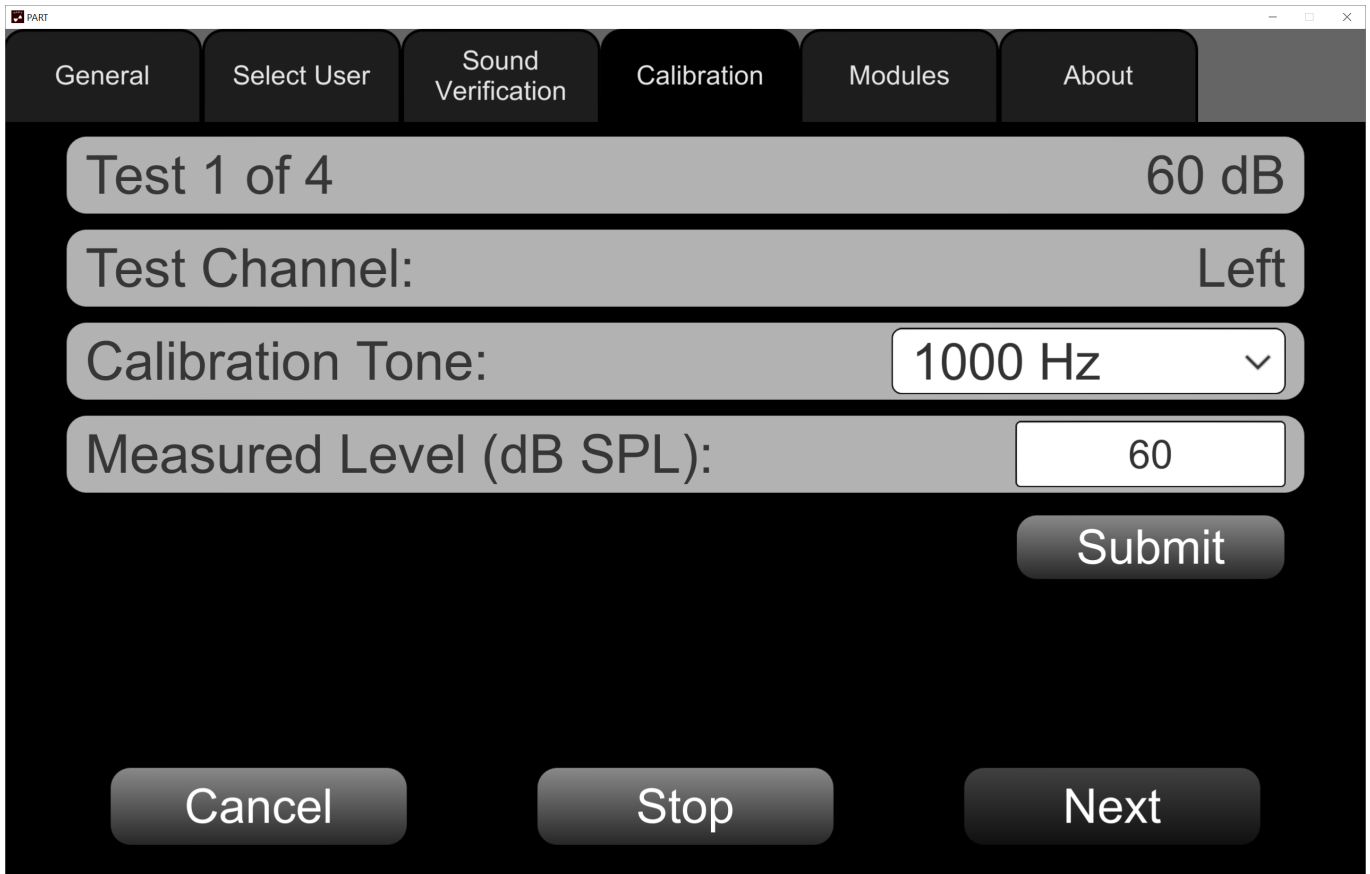 PART
General
Select User
Sound
Verification
Calibration
Modules
About
Test 1 of 4 60 dB
Test Channel: Left
Calibration Tone: 1000 Hz
Measured Level (dB SPL): 60
Submit
Cancel
Stop
Next